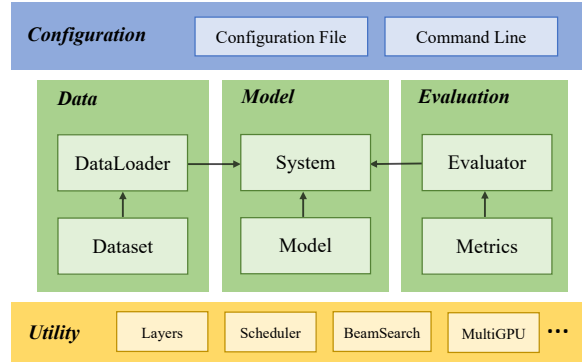 Configuration
Configuration File
Command Line
Data
Model
Evaluation
DataLoader
System
Evaluator
Dataset
Model
Metrics
Utility
Layers
Scheduler
BeamSearch
MultiGPU
...